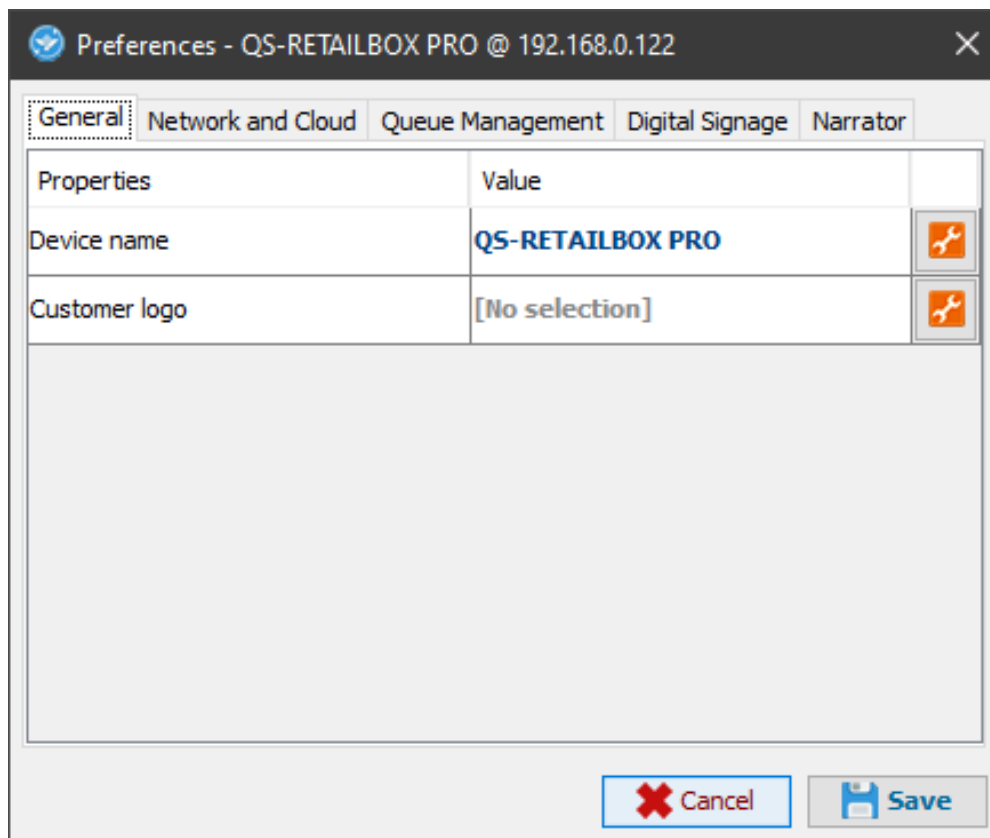 Preferences - QS-RETAILBOX PRO @ 192.168.0.122
General Network and Cloud Queue Management Digital Signage Narrator
Properties Value
Device name QS-RETAILBOX PRO
Customer logo [No selection]
Cancel Save